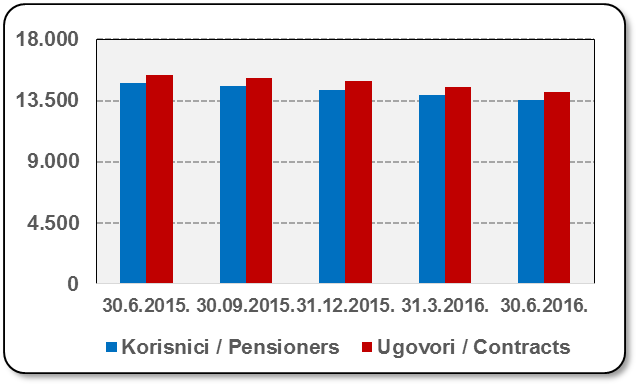 18.000
13.500
9.000
4.500
0
30.6.2015. 30.09.2015. 31.12.2015. 31.3.2016. 30.6.2016.
Korisnici / Pensioners Ugovori / Contracts